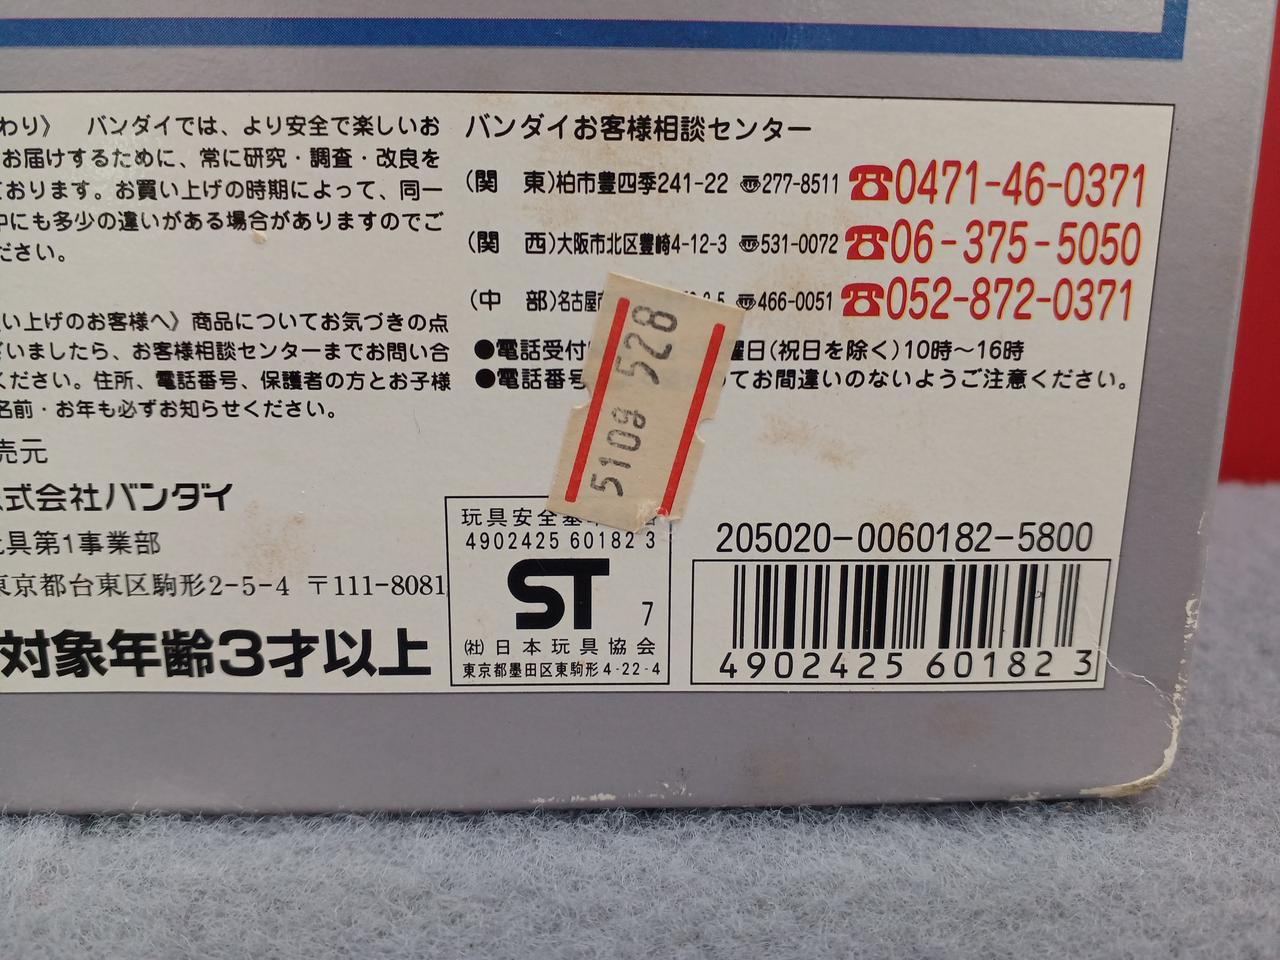 わり》　バンダイでは、より安全で楽しいお
お届けするために、常に研究・調査・改良を
おります。お買い上げの時期によって、同一
にも多少の違いがある場合がありますのでご
ださい。
い上げのお客様へ》商品についてお気づきの点
いましたら、お客様相談センターまでお問い合
ください。住所、電話番号、保護者の方とお子様
名前・お年も必ずお知らせください。
売元
式会社バンダイ
具第1事業部
東京都台東区駒形2-5-4　〒111-8081
対象年齢3才以上
バンダイお客様相談センター
(関　東)柏市豊四季241-22 〠277-8511 ☎0471-46-0371
(関　西)大阪市北区豊崎4-12-3 〠531-0072 ☎06-375-5050
(中　部)名古屋 〠466-0051 ☎052-872-0371
●電話受付 曜日(祝日を除く)10時〜16時
●電話番号 てお間違いのないようご注意ください。
5109 528
玩具安全基
4902425 60182 3
ST 7
(社)日本玩具協会
東京都墨田区東駒形4-22-4
205020-0060182-5800
4902425 60182 3